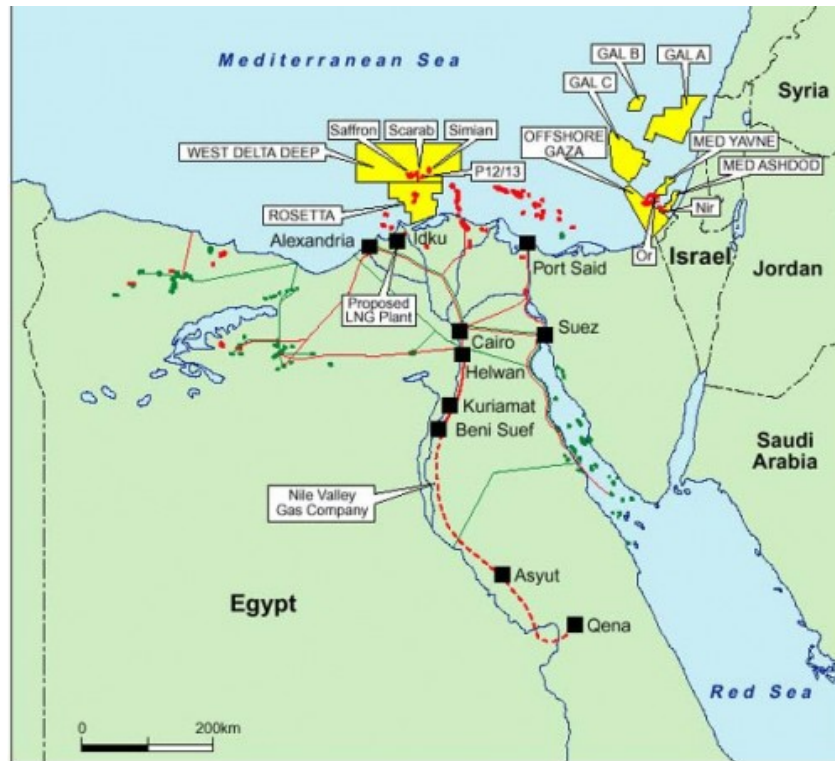 Mediterranean Sea
GAL B
GAL A
GAL C
Syria
Saffron
Scarab
Simian
OFFSHORE
GAZA
MED YAVNE
WEST DELTA DEEP
P12/13
MED ASHDOD
ROSETTA
Nir
Alexandria
Idku
Or
Israel
Port Said
Jordan
Proposed
LNG Plant
Cairo
Suez
Helwan
Kuriamat
Beni Suef
Saudi
Arabia
Nile Valley
Gas Company
Asyut
Egypt
Qena
Red Sea
0
200km